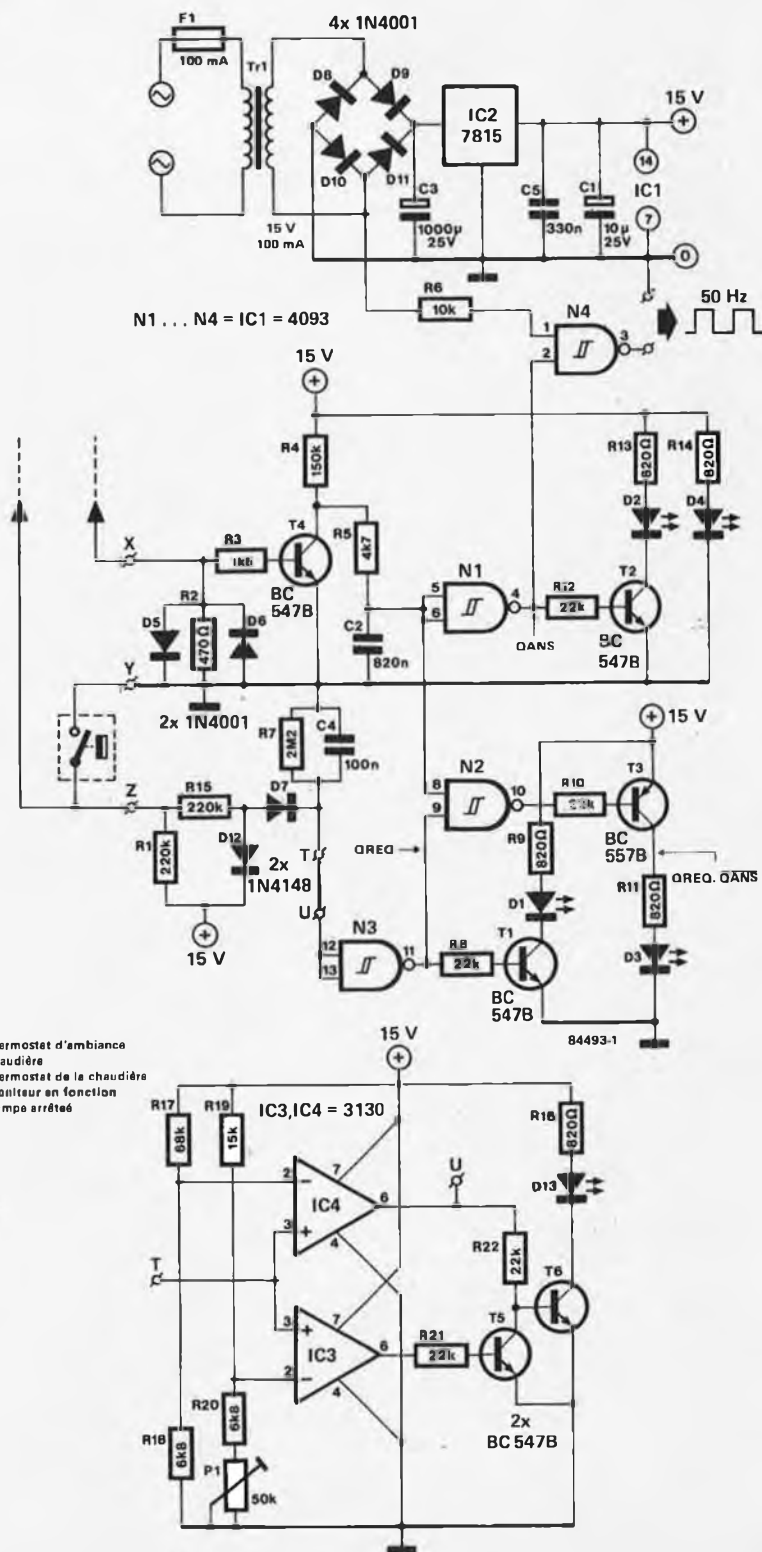 F1
100 mA
Tr1
15 V
100 mA
4x 1N4001
D8
D9
D10
D11
C3
1000µ
25V
IC2
7815
C5
330n
C1
10µ
25V
15 V
+
14
IC1
7
0
R6
10k
N1 . . . N4 = IC1 = 4093
1
2
N4
3
50 Hz
15 V
+
R4
150k
R13
820Ω
R14
820Ω
D2
D4
X
R3
1k5
T4
BC
547B
R5
4k7
N1
5
6
4
R12
22k
T2
BC
547B
QANS
R2
470Ω
D5
D6
C2
820n
Y
2x 1N4001
R7
2M2
C4
100n
15 V
+
Z
R15
220k
D7
R1
220k
D12
2x
1N4148
15 V
+
T
U
N2
8
9
10
QREQ
R10
T3
BC
557B
R9
820Ω
QREQ. QANS
R11
820Ω
D1
D3
N3
12
13
11
R8
22k
T1
BC
547B
84493-1
ermostat d'ambiance
audière
ermostat de la chaudière
oniteur en fonction
mpe arrêteé
15 V
+
R17
68k
R19
15k
IC3,IC4 = 3130
R16
820Ω
D13
2
−
7
IC4
6
3
+
4
U
R22
22k
T
T6
T5
3
+
7
IC3
6
2
−
4
R21
22k
2x
BC 547B
R18
6k8
R20
6k8
P1
50k